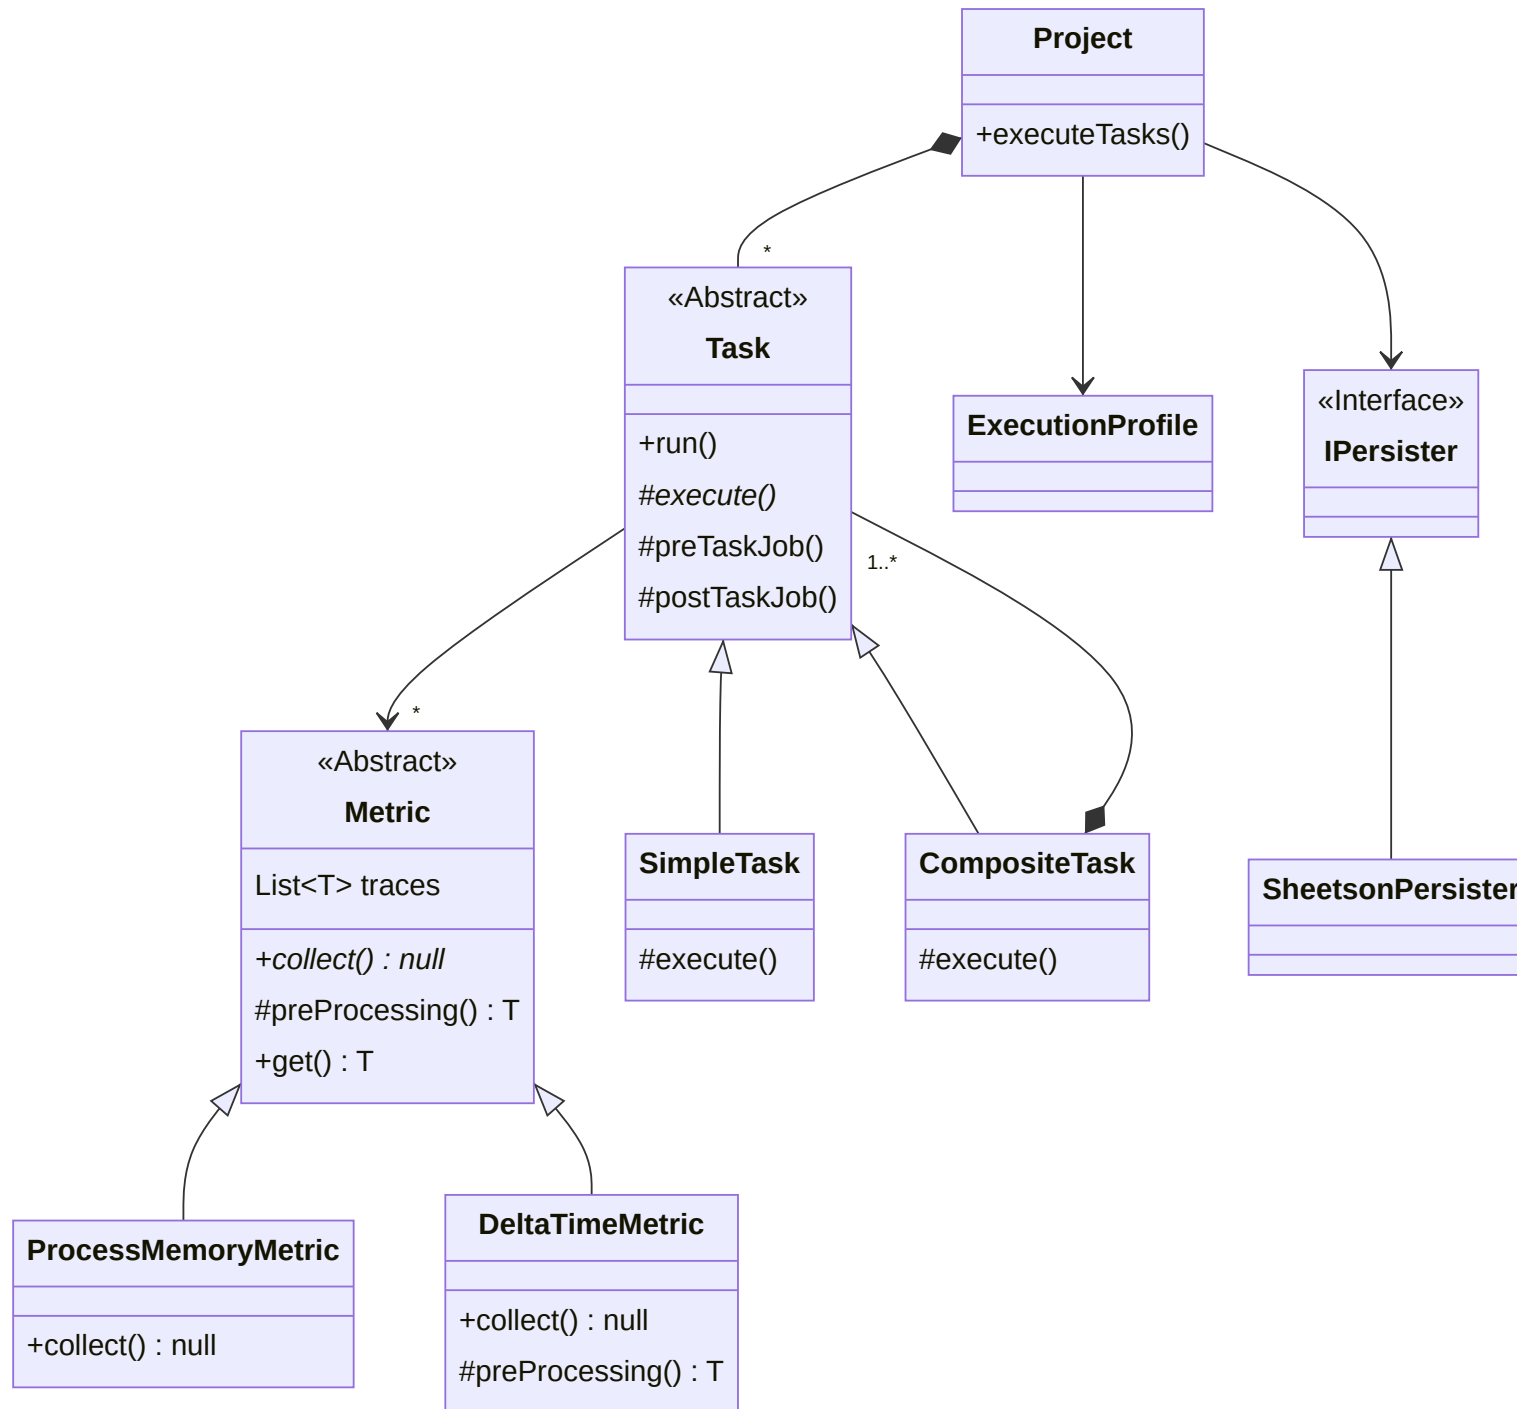 Project
+executeTasks()
*
«Abstract»
Task
+run()
#execute()
#preTaskJob()
#postTaskJob()
1..*
ExecutionProfile
«Interface»
IPersister
*
«Abstract»
Metric
List<T> traces
+collect() : null
#preProcessing() : T
+get() : T
SimpleTask
#execute()
CompositeTask
#execute()
SheetsonPersister
ProcessMemoryMetric
+collect() : null
DeltaTimeMetric
+collect() : null
#preProcessing() : T